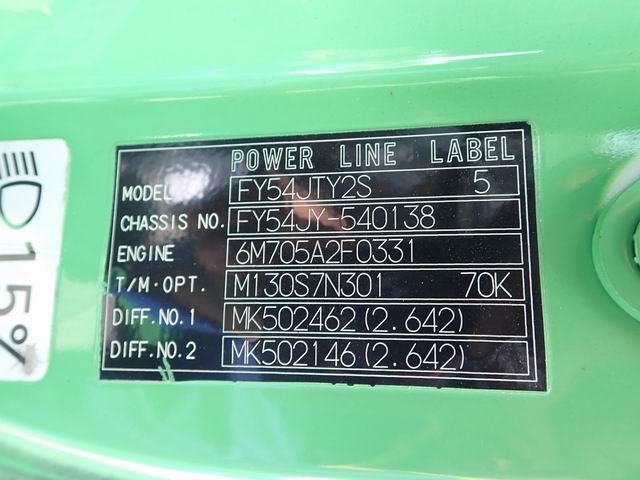 POWER LINE LABEL
MODEL FY54JTY2S 5
CHASSIS NO. FY54JY-540138
ENGINE 6M705A2F0331
T/M·OPT. M130S7N301 70K
DIFF.NO.1 MK502462(2.642)
DIFF.NO.2 MK502146(2.642)
15%